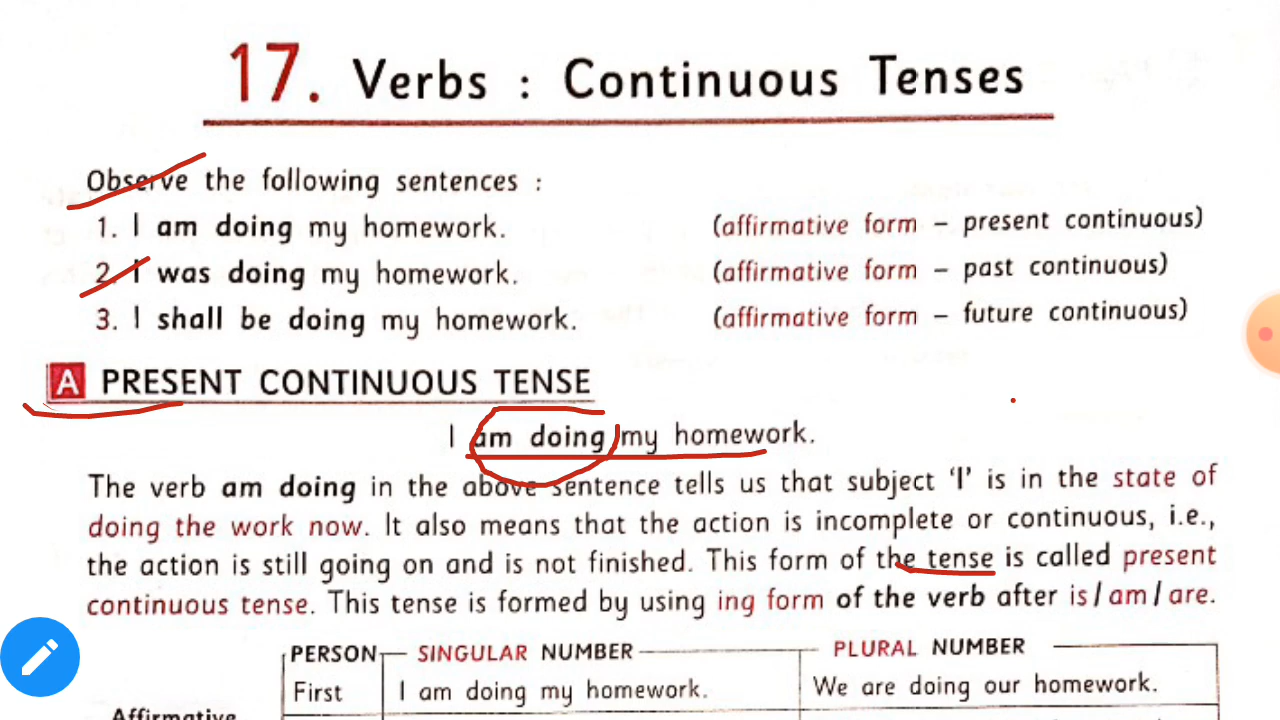 17. Verbs : Continuous Tenses
Observe the following sentences :
1. I am doing my homework. (affirmative form – present continuous)
2. I was doing my homework. (affirmative form – past continuous)
3. I shall be doing my homework. (affirmative form – future continuous)
A PRESENT CONTINUOUS TENSE
I am doing my homework.
The verb am doing in the above sentence tells us that subject ‘I’ is in the state of
doing the work now. It also means that the action is incomplete or continuous, i.e.,
the action is still going on and is not finished. This form of the tense is called present
continuous tense. This tense is formed by using ing form of the verb after is/am/are.
PERSON SINGULAR NUMBER PLURAL NUMBER
First I am doing my homework. We are doing our homework.
Affirmative